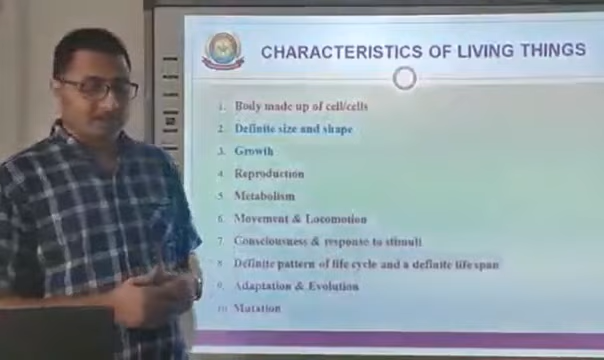 CHARACTERISTICS OF LIVING THINGS
1. Body made up of cell/cells
2. Definite size and shape
3. Growth
4. Reproduction
5. Metabolism
6. Movement & Locomotion
7. Consciousness & response to stimuli
8. Definite pattern of life cycle and a definite life span
9. Adaptation & Evolution
10. Mutation